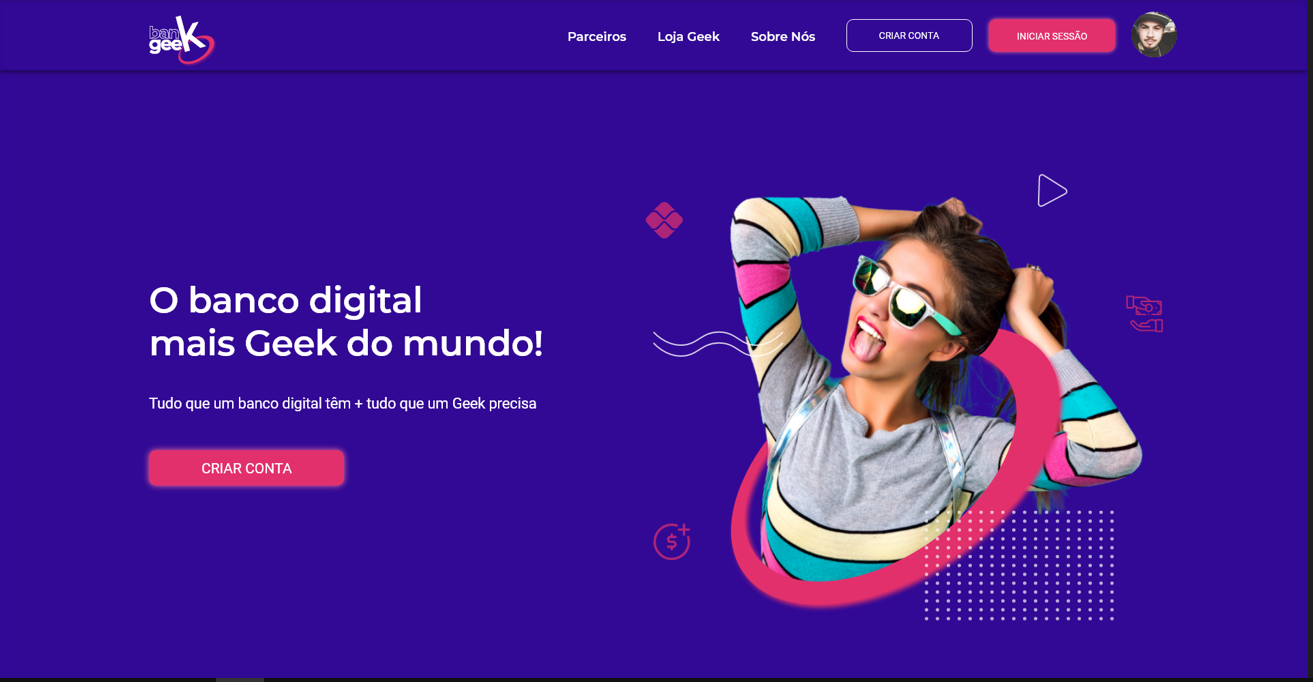 bank
geek
Parceiros
Loja Geek
Sobre Nós
CRIAR CONTA
INICIAR SESSÃO
O banco digital
mais Geek do mundo!
Tudo que um banco digital têm + tudo que um Geek precisa
CRIAR CONTA
$